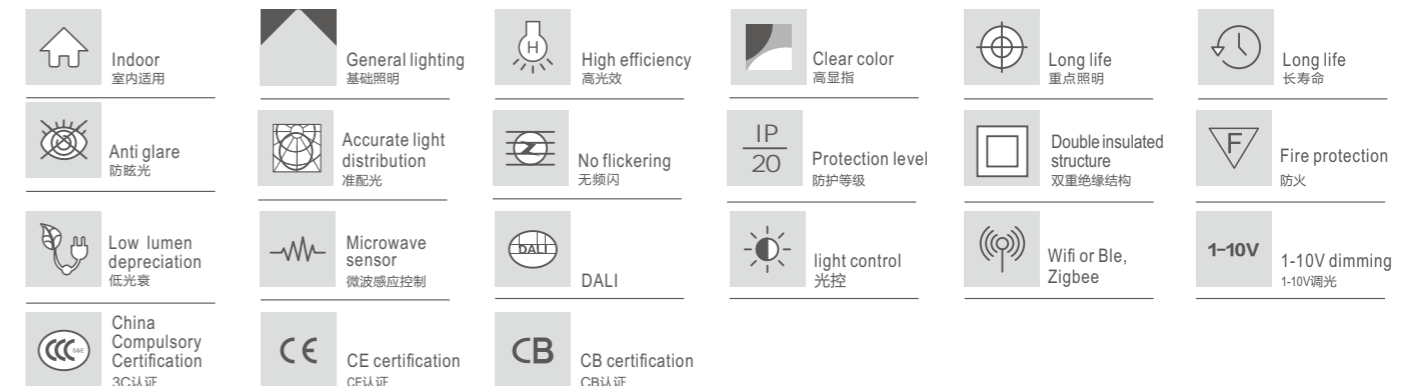 Indoor
室内适用
General lighting
基础照明
H
High efficiency
高光效
Clear color
高显指
Long life
重点照明
Long life
长寿命
Anti glare
防眩光
Accurate light
distribution
准配光
No flickering
无频闪
IP
20
Protection level
防护等级
Double insulated
structure
双重绝缘结构
F
Fire protection
防火
Low lumen
depreciation
低光衰
Microwave
sensor
微波感应控制
DALI
DALI
light control
光控
Wifi or Ble,
Zigbee
1-10V
1-10V dimming
1-10V调光
CCC S&E
China
Compulsory
Certification
3C认证
CE
CE certification
CE认证
CB
CB certification
CB认证